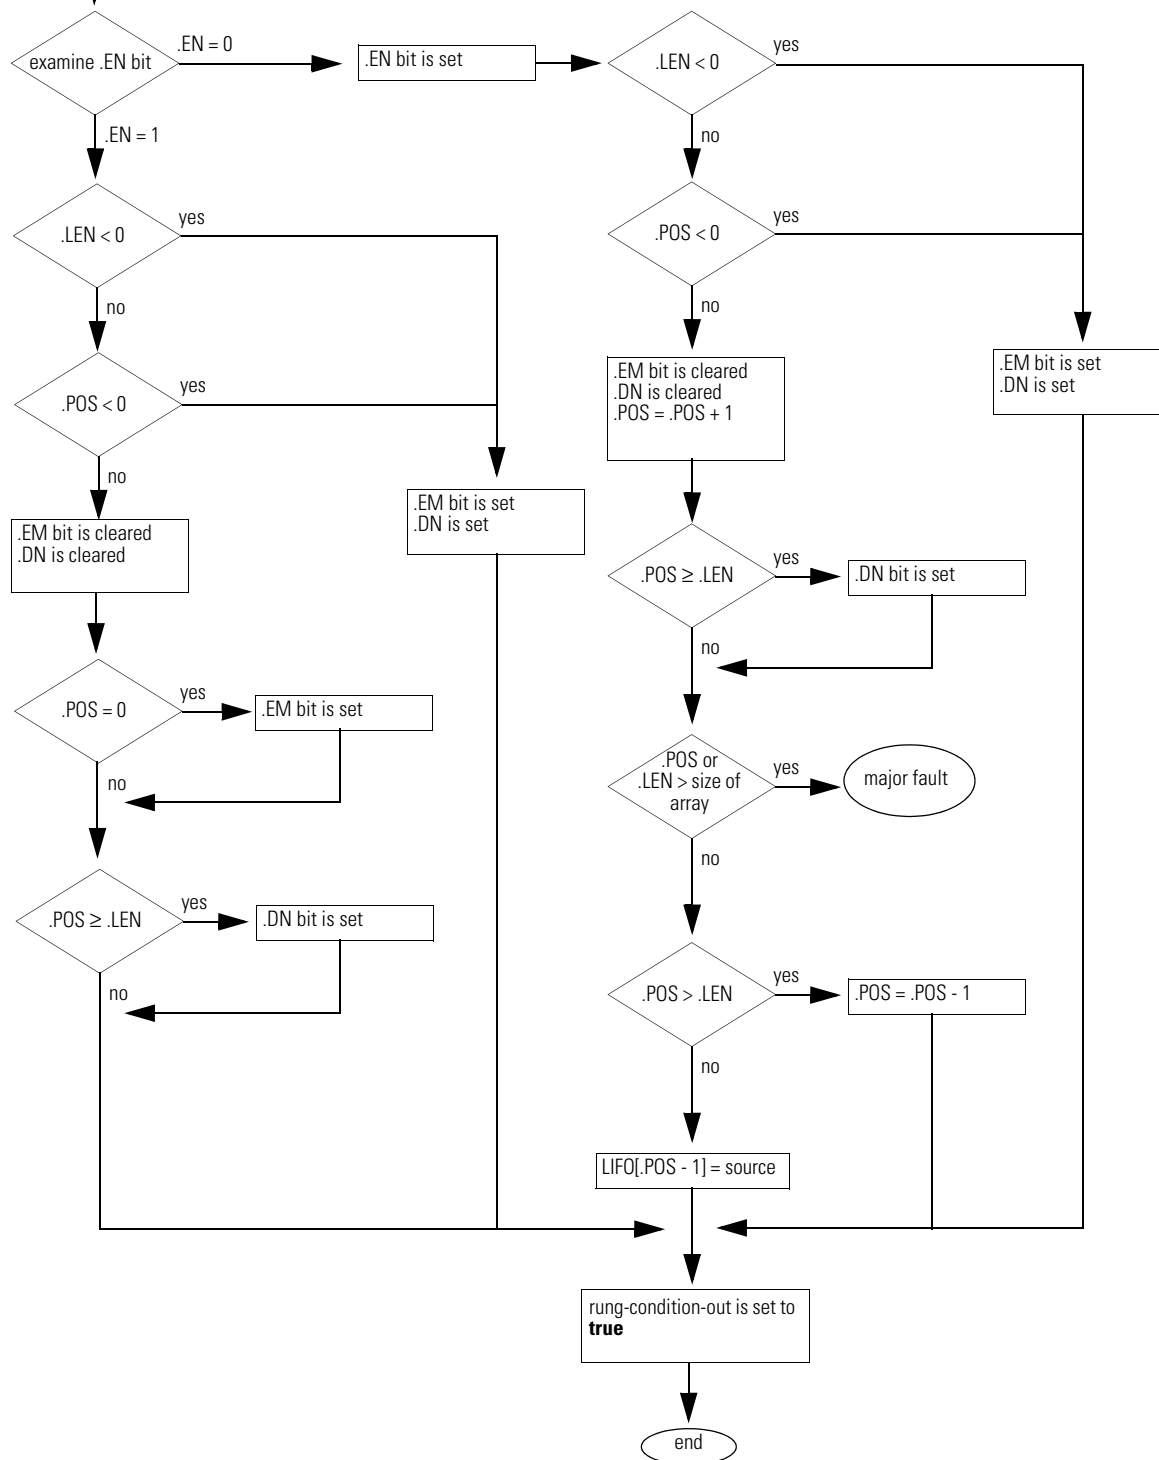 examine .EN bit
.EN = 0
.EN bit is set
.LEN < 0
yes
no
.POS < 0
yes
no
.EM bit is cleared
.DN is cleared
.POS = .POS + 1
.EM bit is set
.DN is set
.POS ≥ .LEN
yes
.DN bit is set
no
.POS or
.LEN > size of
array
yes
major fault
no
.POS > .LEN
yes
.POS = .POS - 1
no
LIFO[.POS - 1] = source
.EN = 1
.LEN < 0
yes
no
.POS < 0
yes
no
.EM bit is cleared
.DN is cleared
.EM bit is set
.DN is set
.POS = 0
yes
.EM bit is set
no
.POS ≥ .LEN
yes
.DN bit is set
no
rung-condition-out is set to
true
end